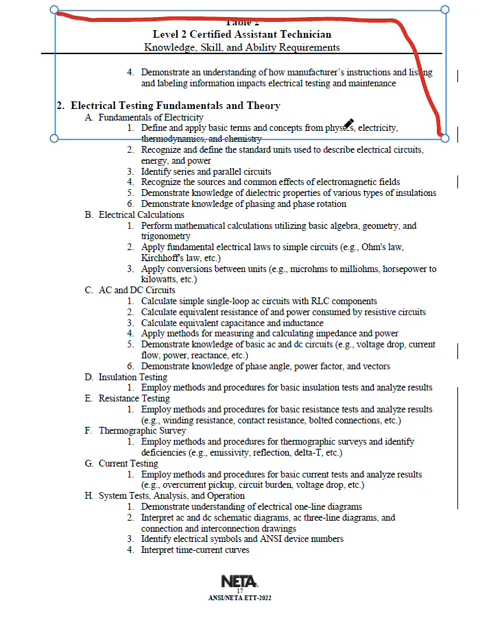 Table 2
Level 2 Certified Assistant Technician
Knowledge, Skill, and Ability Requirements
4. Demonstrate an understanding of how manufacturer's instructions and listing
and labeling information impacts electrical testing and maintenance
2. Electrical Testing Fundamentals and Theory
A. Fundamentals of Electricity
1. Define and apply basic terms and concepts from physics, electricity,
thermodynamics, and chemistry
2. Recognize and define the standard units used to describe electrical circuits,
energy, and power
3. Identify series and parallel circuits
4. Recognize the sources and common effects of electromagnetic fields
5. Demonstrate knowledge of dielectric properties of various types of insulations
6. Demonstrate knowledge of phasing and phase rotation
B. Electrical Calculations
1. Perform mathematical calculations utilizing basic algebra, geometry, and
trigonometry
2. Apply fundamental electrical laws to simple circuits (e.g., Ohm's law,
Kirchhoff's law, etc.)
3. Apply conversions between units (e.g., microhms to milliohms, horsepower to
kilowatts, etc.)
C. AC and DC Circuits
1. Calculate simple single-loop ac circuits with RLC components
2. Calculate equivalent resistance of and power consumed by resistive circuits
3. Calculate equivalent capacitance and inductance
4. Apply methods for measuring and calculating impedance and power
5. Demonstrate knowledge of basic ac and dc circuits (e.g., voltage drop, current
flow, power, reactance, etc.)
6. Demonstrate knowledge of phase angle, power factor, and vectors
D. Insulation Testing
1. Employ methods and procedures for basic insulation tests and analyze results
E. Resistance Testing
1. Employ methods and procedures for basic resistance tests and analyze results
(e.g., winding resistance, contact resistance, bolted connections, etc.)
F. Thermographic Survey
1. Employ methods and procedures for thermographic surveys and identify
deficiencies (e.g., emissivity, reflection, delta-T, etc.)
G. Current Testing
1. Employ methods and procedures for basic current tests and analyze results
(e.g., overcurrent pickup, circuit burden, voltage drop, etc.)
H. System Tests, Analysis, and Operation
1. Demonstrate understanding of electrical one-line diagrams
2. Interpret ac and dc schematic diagrams, ac three-line diagrams, and
connection and interconnection drawings
3. Identify electrical symbols and ANSI device numbers
4. Interpret time-current curves
NETA
17
ANSI/NETA ETT-2022